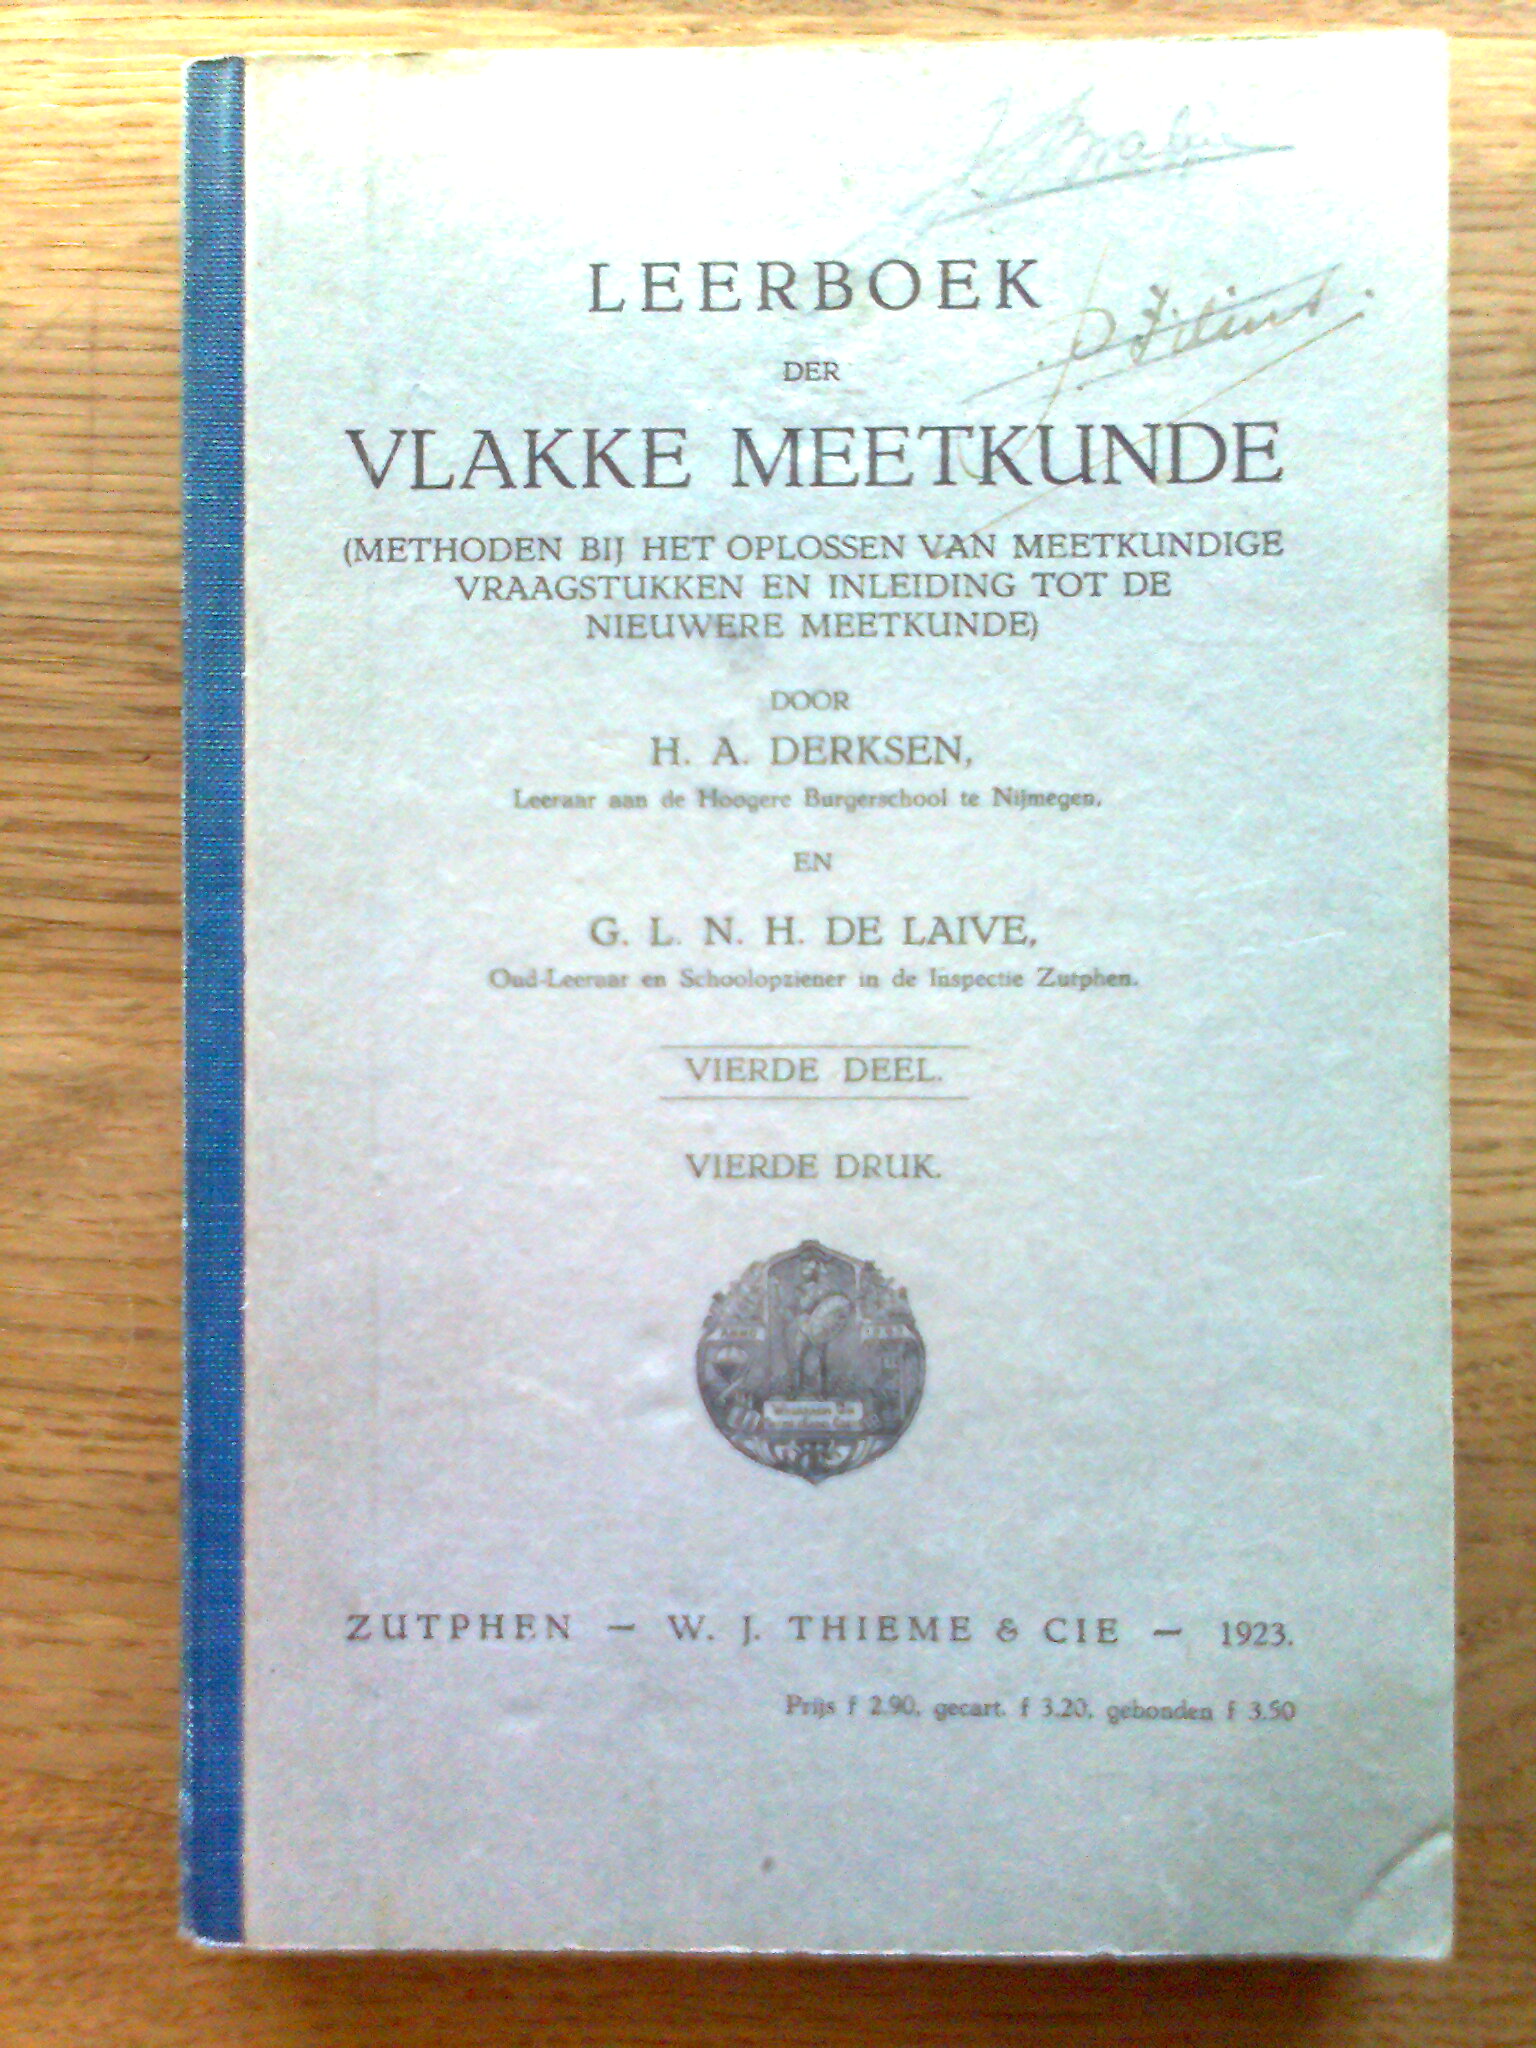 LEERBOEK
DER
VLAKKE MEETKUNDE
(METHODEN BIJ HET OPLOSSEN VAN MEETKUNDIGE
VRAAGSTUKKEN EN INLEIDING TOT DE
NIEUWERE MEETKUNDE)
DOOR
H. A. DERKSEN,
Leeraar aan de Hoogere Burgerschool te Nijmegen,
EN
G. L. N. H. DE LAIVE,
Oud-Leeraar en Schoolopziener in de Inspectie Zutphen.
VIERDE DEEL.
VIERDE DRUK.
ANNO
ZUTPHEN — W. J. THIEME & CIE — 1923.
Prijs f 2.90, gecart. f 3.20, gebonden f 3.50